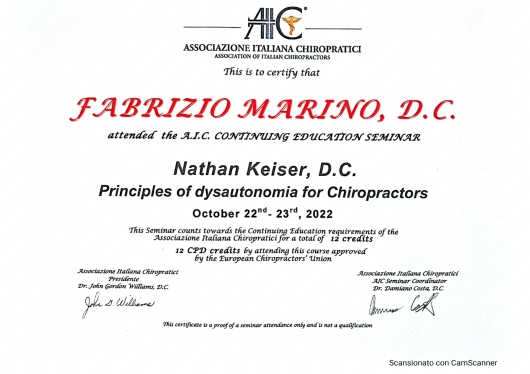 AIC
ASSOCIAZIONE ITALIANA CHIROPRATICI
ASSOCIATION OF ITALIAN CHIROPRACTORS
This is to certify that
FABRIZIO MARINO, D.C.
attended the A.I.C. CONTINUING EDUCATION SEMINAR
Nathan Keiser, D.C.
Principles of dysautonomia for Chiropractors
October 22nd- 23rd, 2022
This Seminar counts towards the Continuing Education requirements of the
Associazione Italiana Chiropratici for a total of 12 credits
12 CPD credits by attending this course approved
by the European Chiropractors' Union
Associazione Italiana Chiropratici
Presidente
Dr. John Gordon Williams, D.C.
John G. Williams
Associazione Italiana Chiropratici
AIC Seminar Coordinator
Dr. Damiano Costa, D.C.
This certificate is a proof of a seminar attendance only and is not a qualification
Scansionato con CamScanner